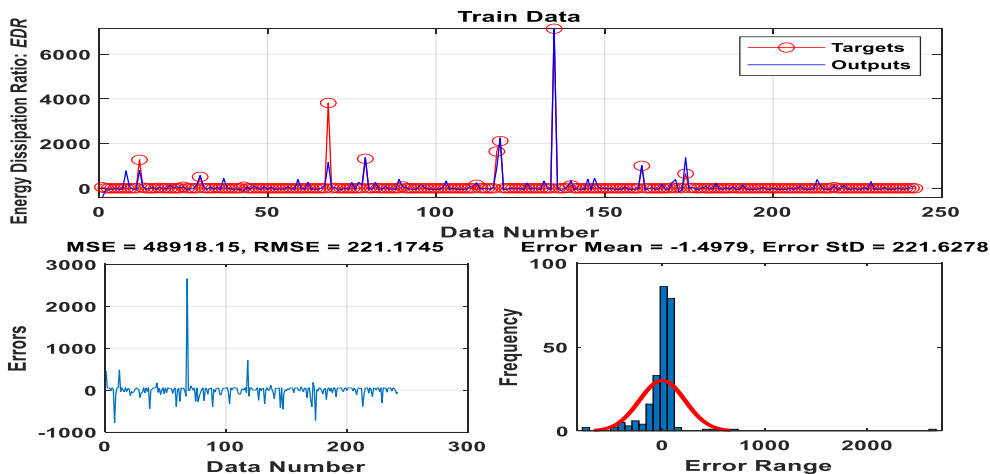 Train Data
Energy Dissipation Ratio: EDR
6000
4000
2000
0
Targets
Outputs
0
50
100
150
200
250
Data Number
MSE = 48918.15, RMSE = 221.1745
Errors
3000
2000
1000
0
-1000
0
100
200
300
Data Number
Error Mean = -1.4979, Error StD = 221.6278
Frequency
100
50
0
0
1000
2000
Error Range